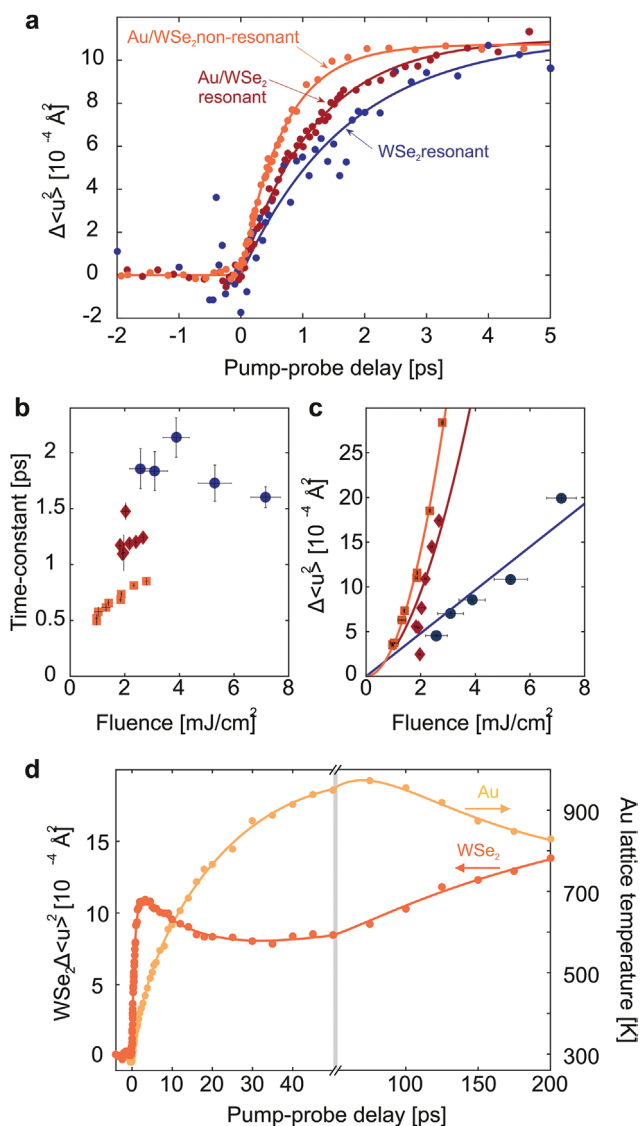 a
Au/WSe₂non-resonant
Au/WSe₂
resonant
WSe₂resonant
Δ<u²> [10⁻⁴ Å²]
10
8
6
4
2
0
-2
-2 -1 0 1 2 3 4 5
Pump-probe delay [ps]
b
Time-constant [ps]
2
1.5
1
0.5
0
0 2 4 6 8
Fluence [mJ/cm²]
c
Δ<u²> [10⁻⁴ Å²]
25
20
15
10
5
0
0 2 4 6 8
Fluence [mJ/cm²]
d
WSe₂Δ<u>² [10⁻⁴ Å²]
15
10
5
0
Au
WSe₂
Au lattice temperature [K]
900
700
500
300
0 10 20 30 40 100 150 200
Pump-probe delay [ps]